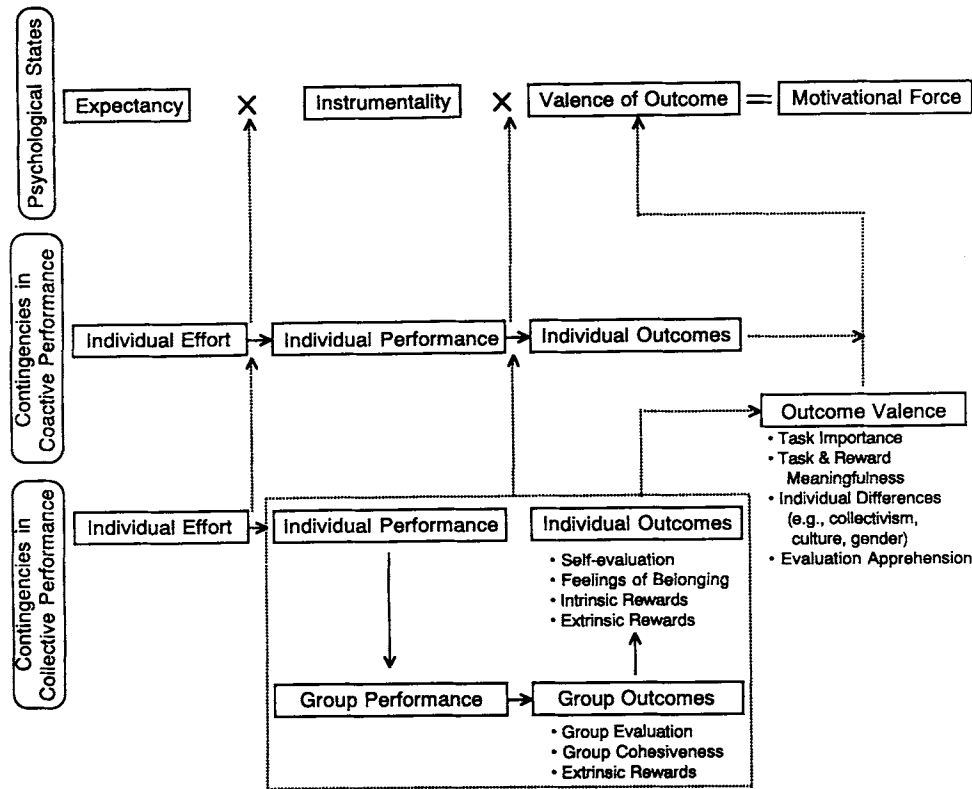 Psychological States
Expectancy
×
Instrumentality
×
Valence of Outcome
=
Motivational Force
Contingencies in
Coactive Performance
Individual Effort
Individual Performance
Individual Outcomes
Outcome Valence
• Task Importance
• Task & Reward
Meaningfulness
• Individual Differences
(e.g., collectivism,
culture, gender)
• Evaluation Apprehension
Contingencies in
Collective Performance
Individual Effort
Individual Performance
Individual Outcomes
• Self-evaluation
• Feelings of Belonging
• Intrinsic Rewards
• Extrinsic Rewards
Group Performance
Group Outcomes
• Group Evaluation
• Group Cohesiveness
• Extrinsic Rewards